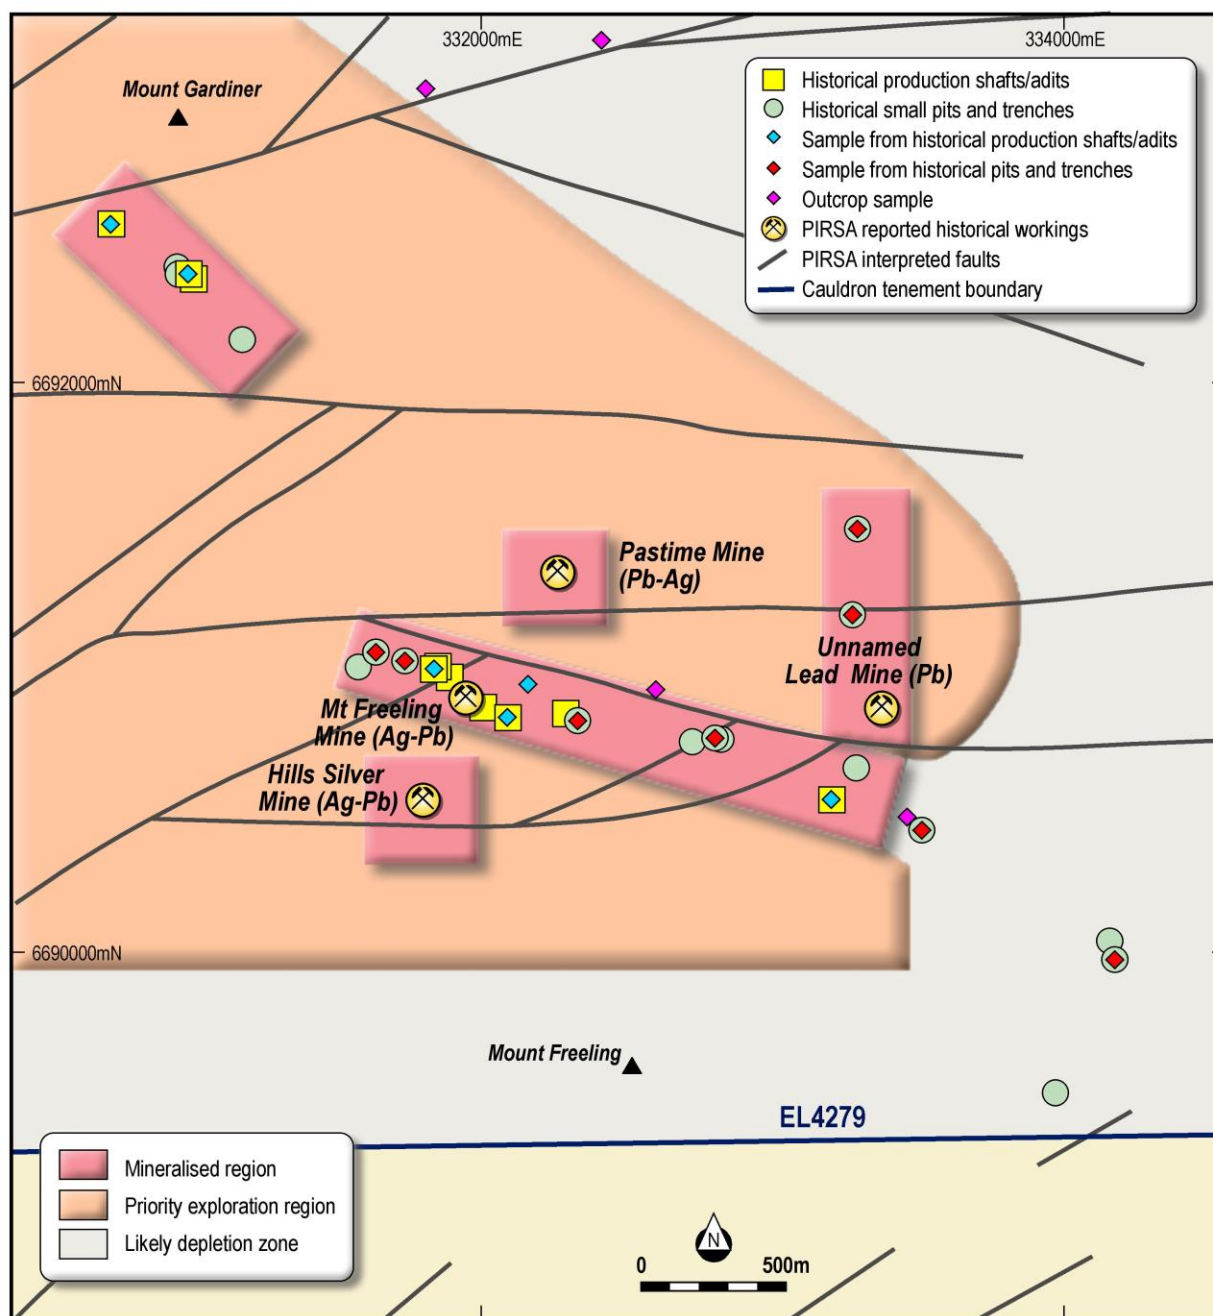 332000mE
334000mE
Mount Gardiner
Historical production shafts/adits
Historical small pits and trenches
Sample from historical production shafts/adits
Sample from historical pits and trenches
Outcrop sample
PIRSA reported historical workings
PIRSA interpreted faults
Cauldron tenement boundary
6692000mN
Pastime Mine
(Pb-Ag)
Unnamed
Lead Mine (Pb)
Mt Freeling
Mine (Ag-Pb)
Hills Silver
Mine (Ag-Pb)
6690000mN
Mount Freeling
EL4279
Mineralised region
Priority exploration region
Likely depletion zone
N
0 500m